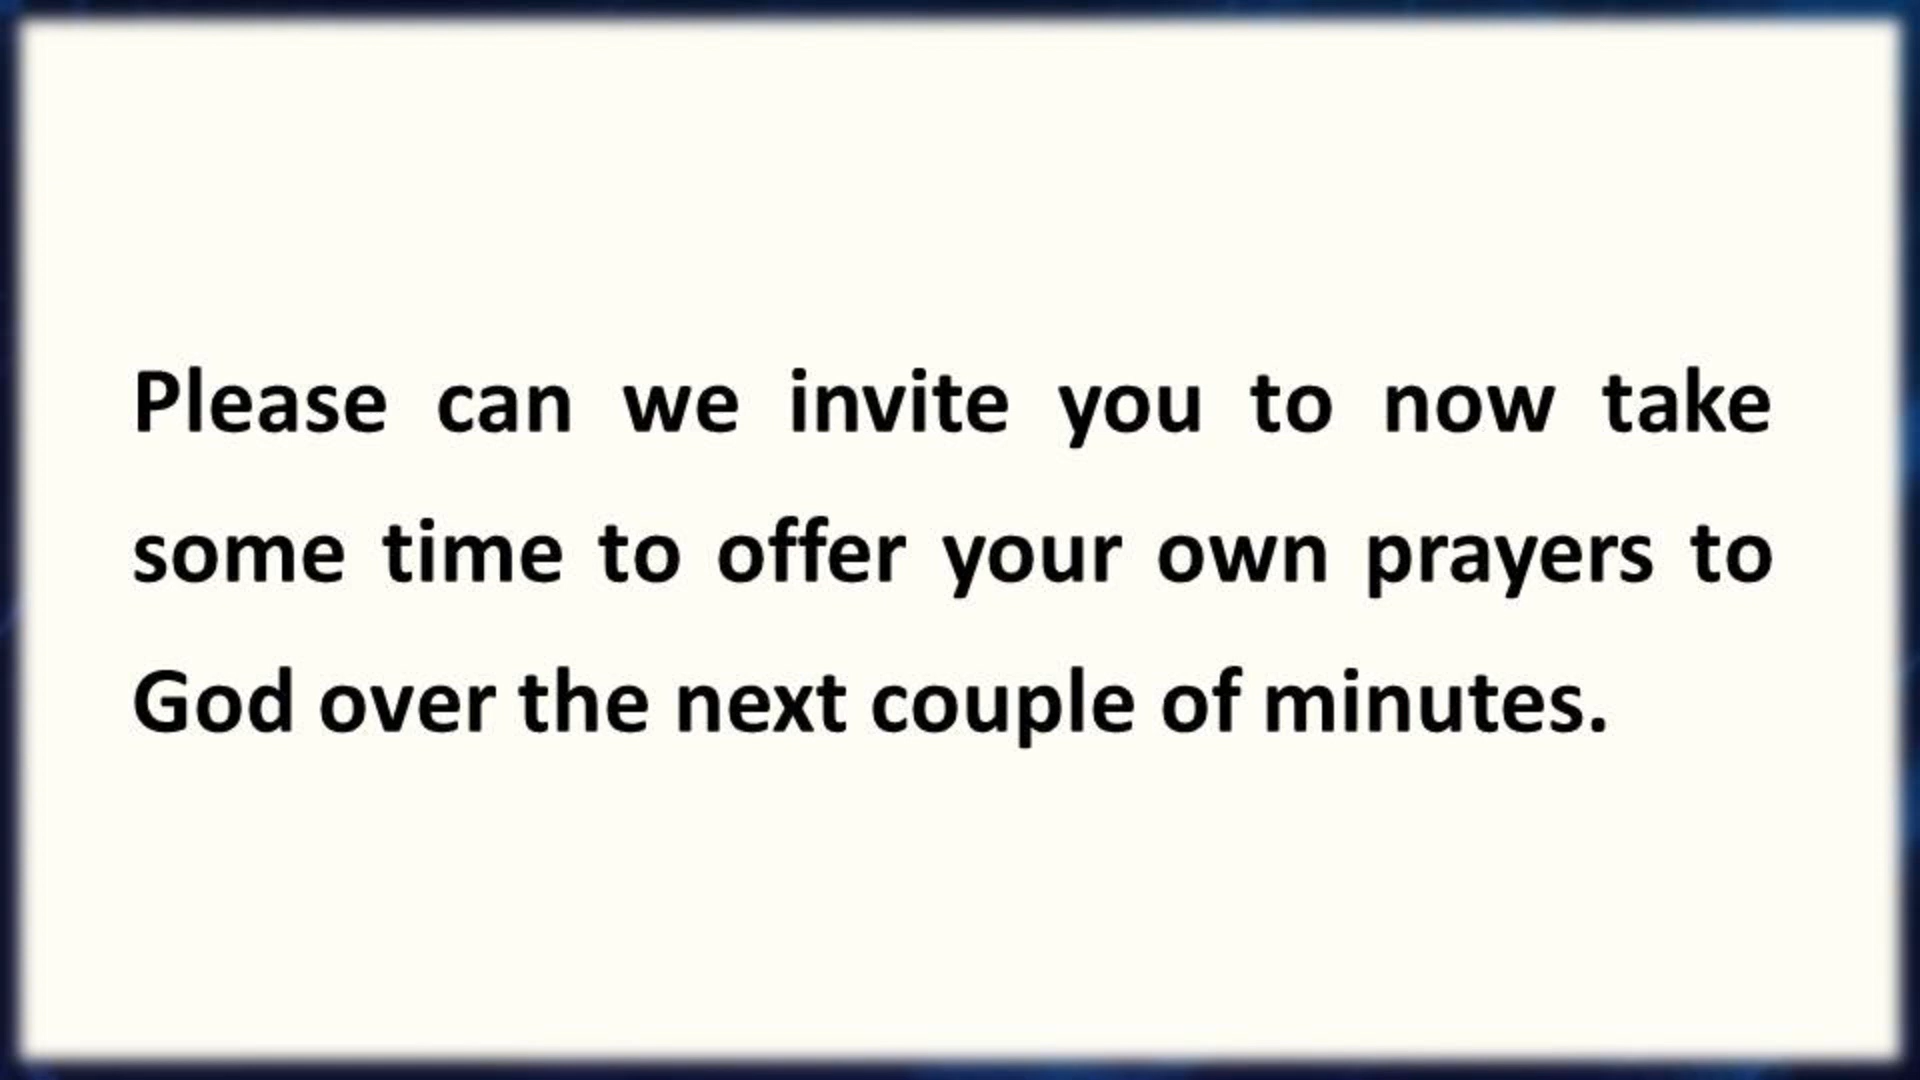 Please can we invite you to now take
some time to offer your own prayers to
God over the next couple of minutes.